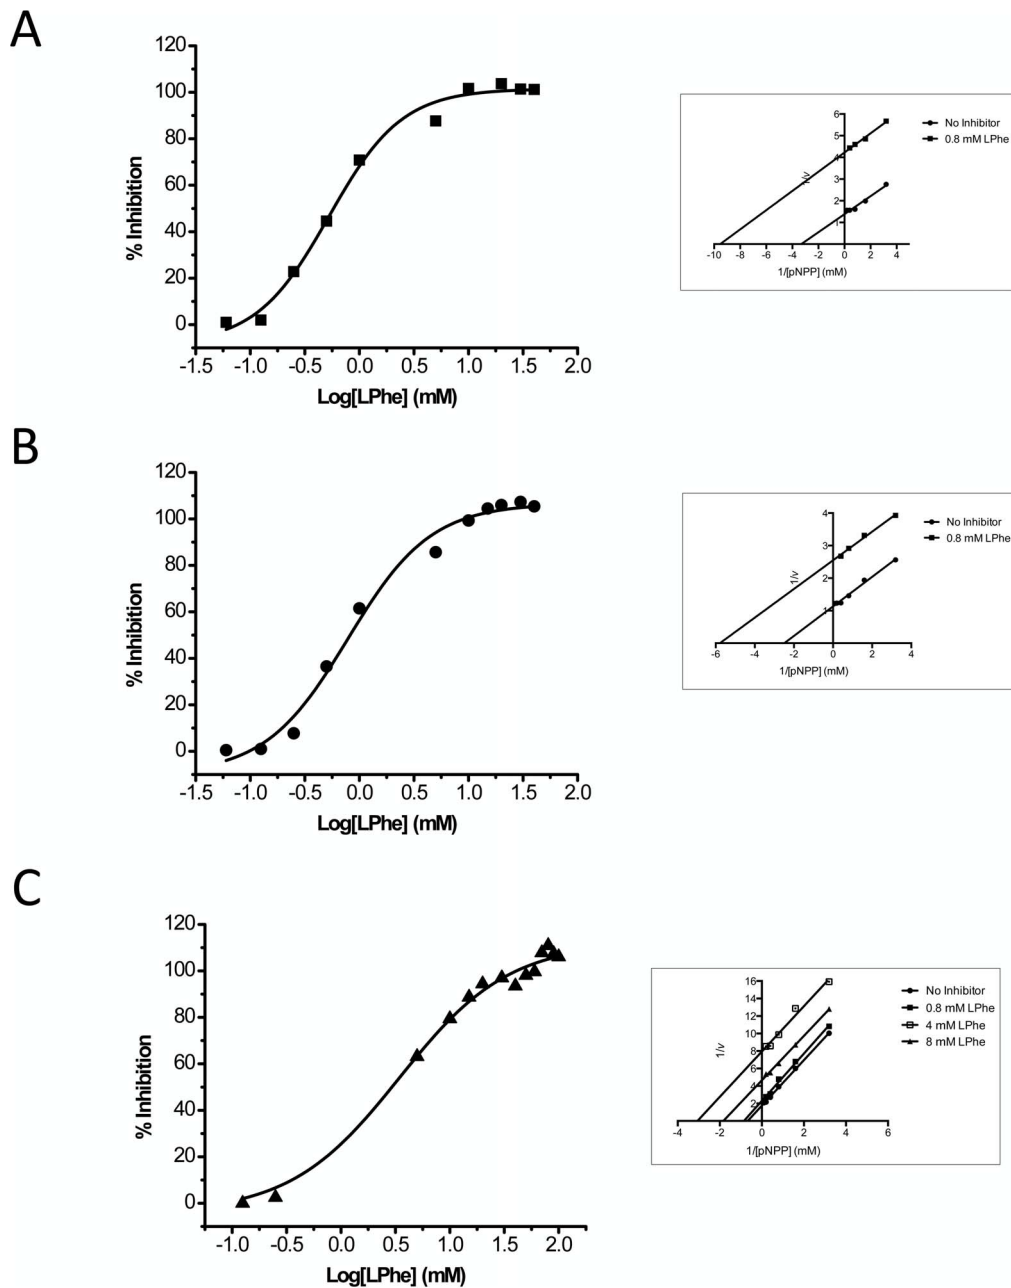 A
120
100
80
60
40
20
0
% Inhibition
-1.5 -1.0 -0.5 0.0 0.5 1.0 1.5 2.0
Log[LPhe] (mM)
6
5
4
3
2
1
1/v
-10 -8 -6 -4 -2 0 2 4
1/[pNPP] (mM)
No Inhibitor
0.8 mM LPhe
B
120
100
80
60
40
20
0
% Inhibition
-1.5 -1.0 -0.5 0.0 0.5 1.0 1.5 2.0
Log[LPhe] (mM)
4
3
2
1
1/v
-6 -4 -2 0 2 4
1/[pNPP] (mM)
No Inhibitor
0.8 mM LPhe
C
120
100
80
60
40
20
0
% Inhibition
-1.0 -0.5 0.0 0.5 1.0 1.5 2.0
Log[LPhe] (mM)
16
14
12
10
8
6
4
2
1/v
-4 -2 0 2 4 6
1/[pNPP] (mM)
No Inhibitor
0.8 mM LPhe
4 mM LPhe
8 mM LPhe